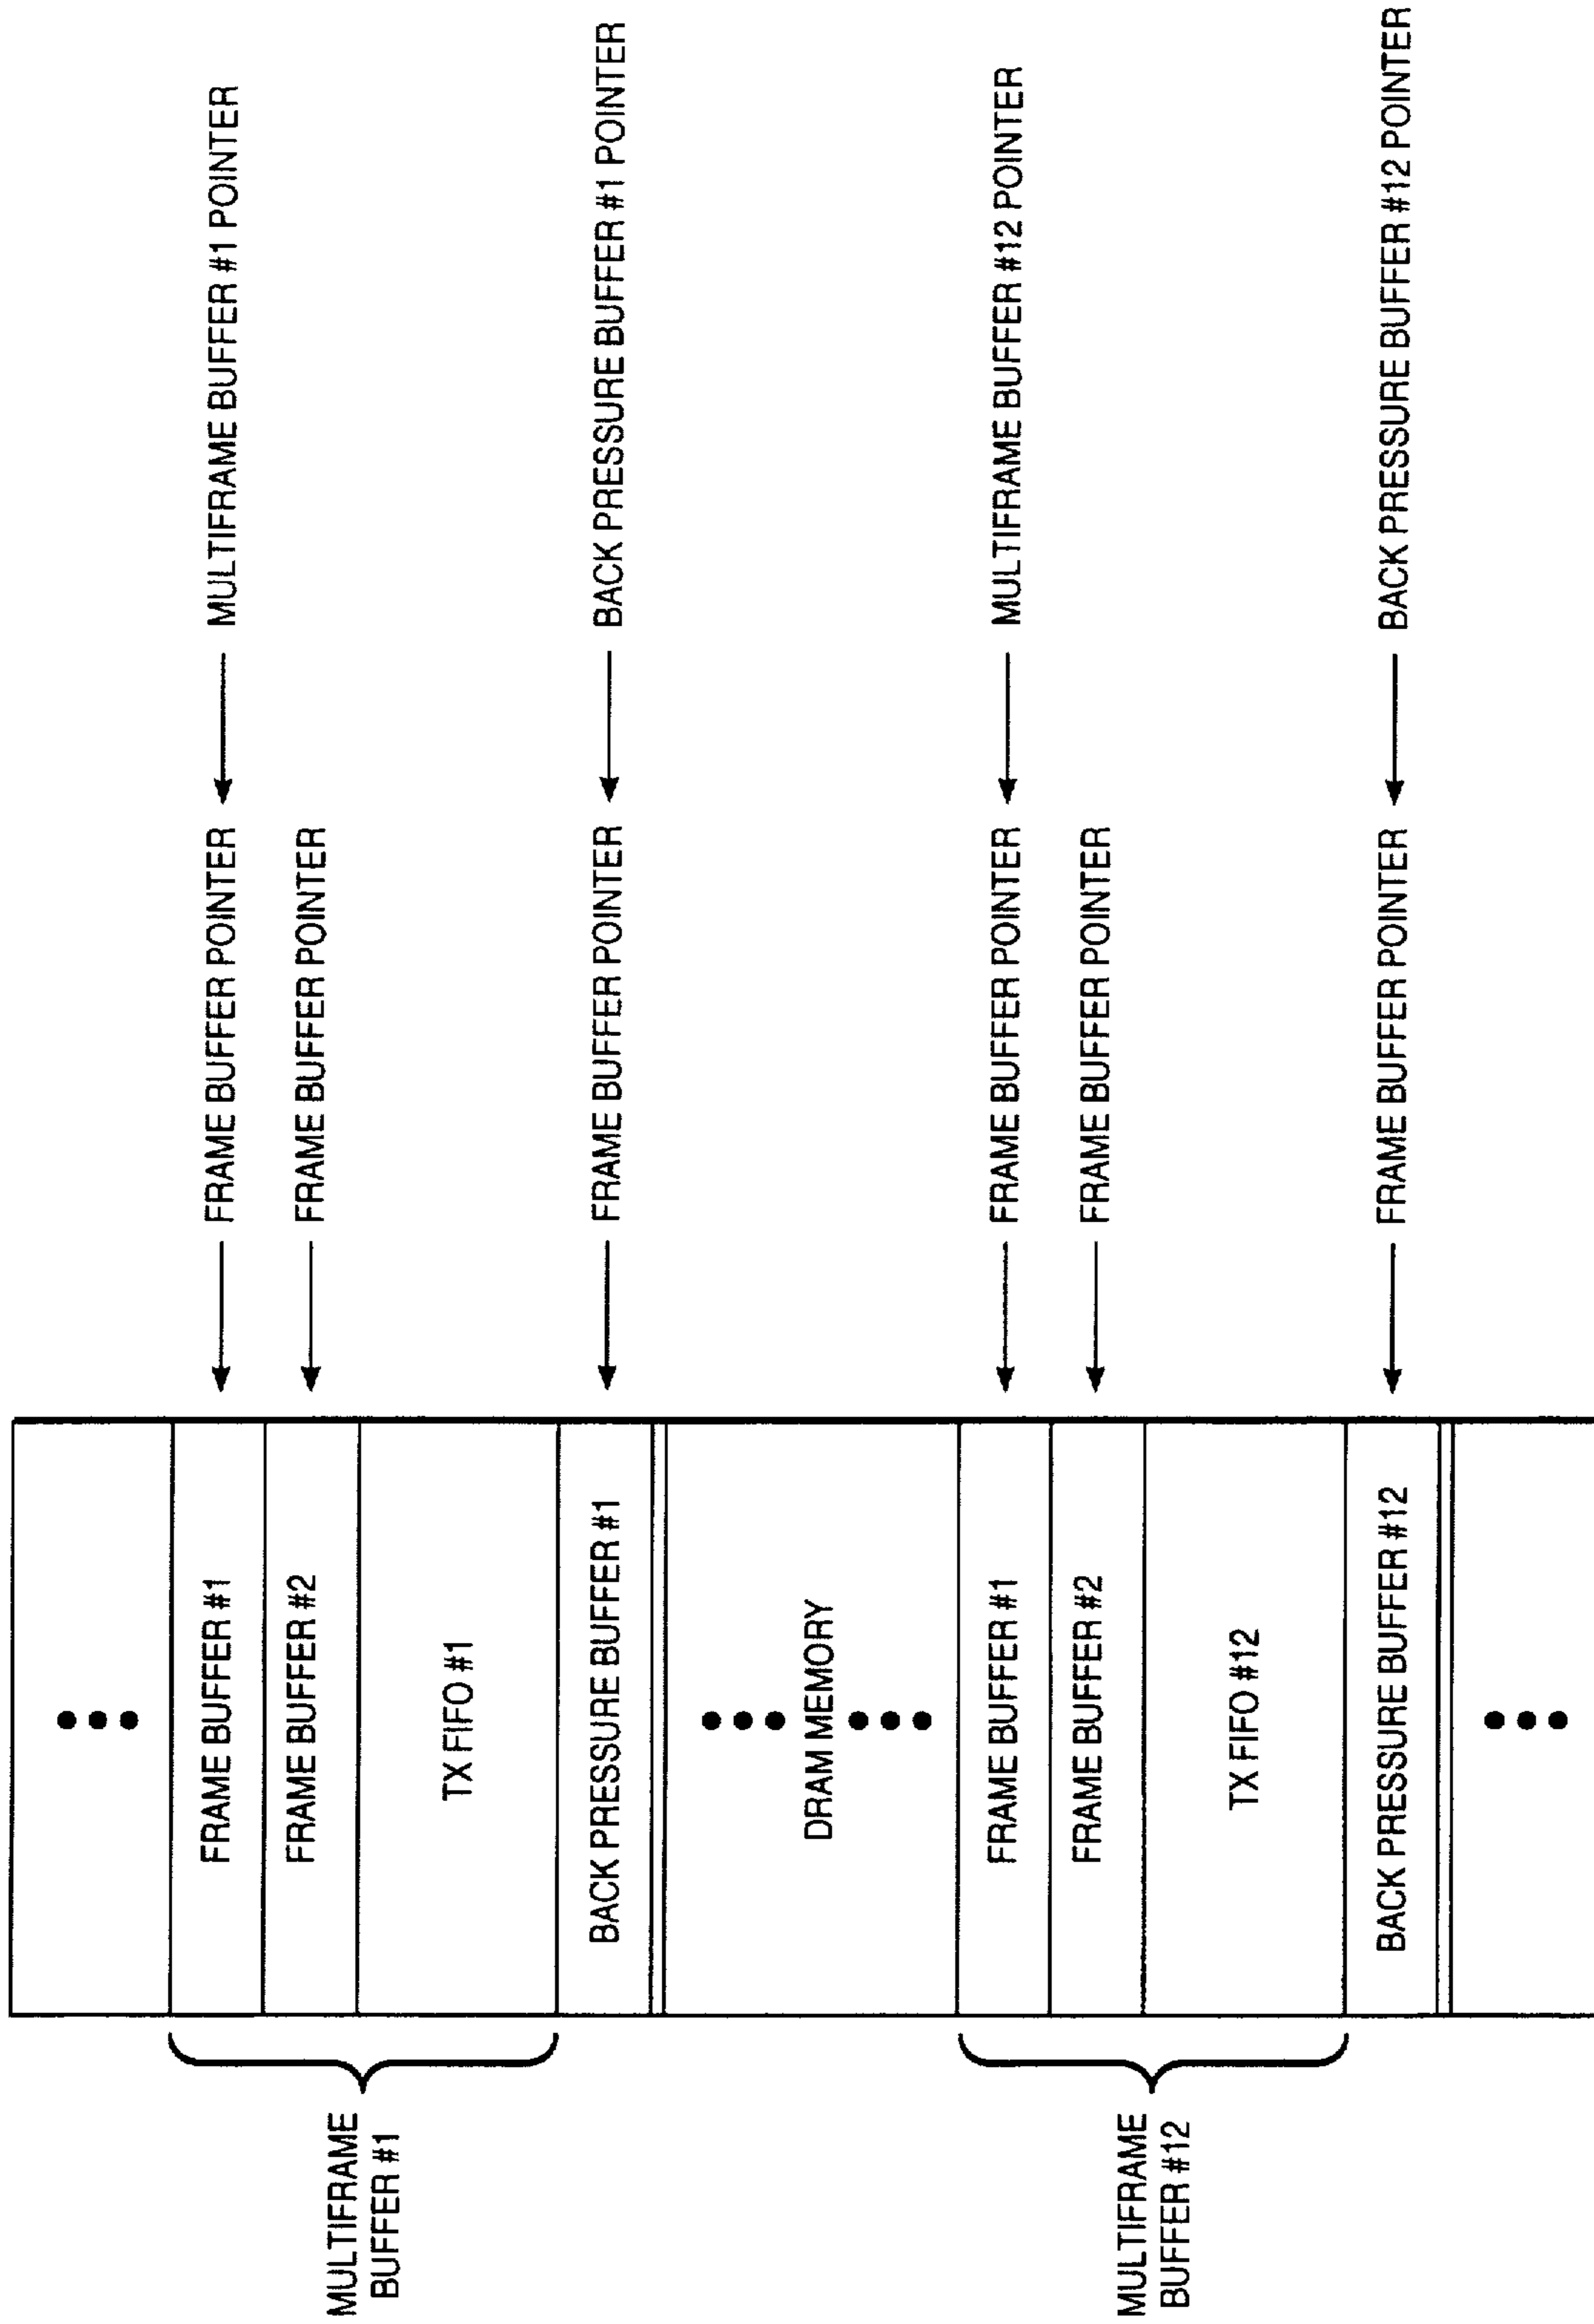 FRAME BUFFER #1
FRAME BUFFER POINTER
MULTIFRAME BUFFER #1 POINTER
FRAME BUFFER #2
FRAME BUFFER POINTER
MULTIFRAME
BUFFER #1
TX FIFO #1
BACK PRESSURE BUFFER #1
FRAME BUFFER POINTER
BACK PRESSURE BUFFER #1 POINTER
DRAM MEMORY
FRAME BUFFER #1
FRAME BUFFER POINTER
MULTIFRAME BUFFER #12 POINTER
FRAME BUFFER #2
FRAME BUFFER POINTER
MULTIFRAME
BUFFER #12
TX FIFO #12
BACK PRESSURE BUFFER #12
FRAME BUFFER POINTER
BACK PRESSURE BUFFER #12 POINTER